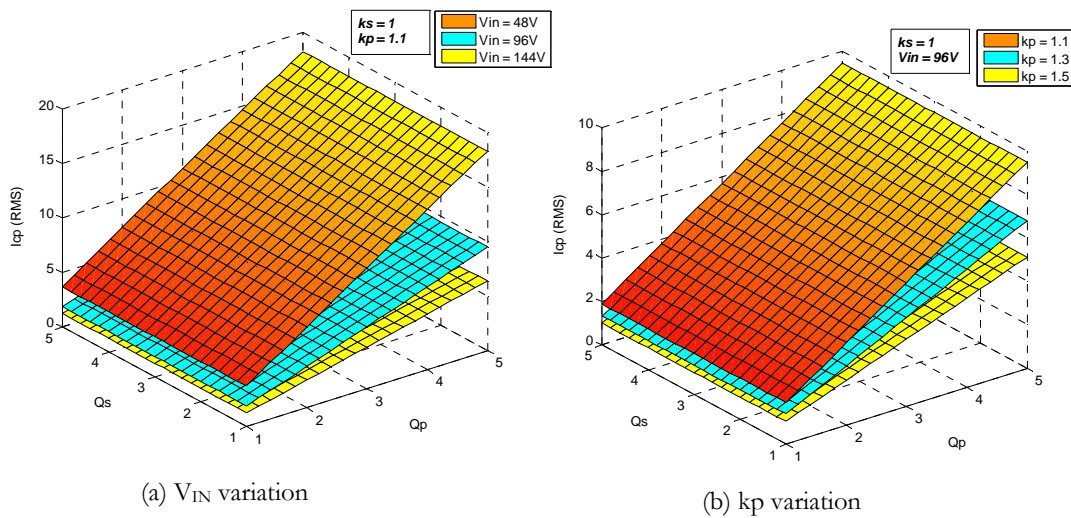 ks = 1
kp = 1.1
Vin = 48V
Vin = 96V
Vin = 144V
20
15
10
5
0
Icp (RMS)
5
4
3
2
1
Qs
1
2
3
4
5
Qp
(a) VIN variation
ks = 1
Vin = 96V
kp = 1.1
kp = 1.3
kp = 1.5
10
8
6
4
2
0
Icp (RMS)
5
4
3
2
1
Qs
1
2
3
4
5
Qp
(b) kp variation